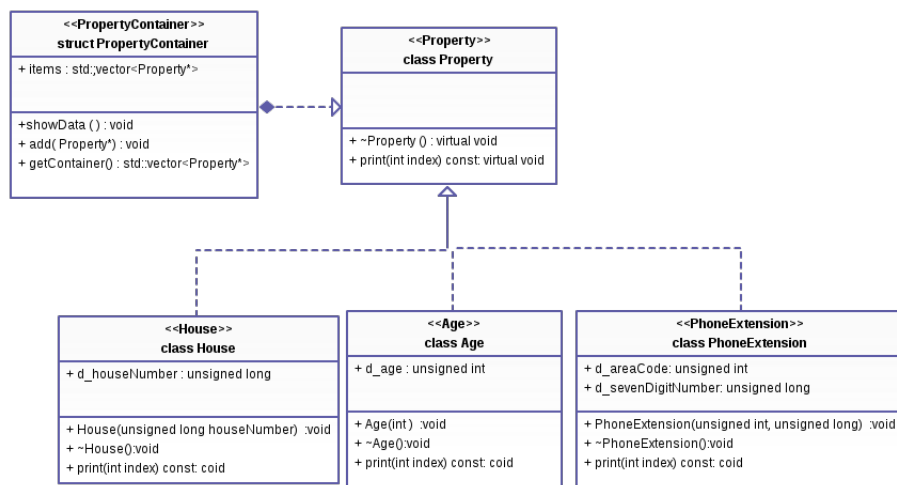 <<PropertyContainer>>
struct PropertyContainer
+ items : std:;vector<Property*>
+showData ( ) : void
+ add( Property*) : void
+ getContainer() : std::vector<Property*>
<<Property>>
class Property
+ ~Property () : virtual void
+ print(int index) const: virtual void
<<House>>
class House
+ d_houseNumber : unsigned long
+ House(unsigned long houseNumber) :void
+ ~House():void
+ print(int index) const: coid
<<Age>>
class Age
+ d_age : unsigned int
+ Age(int ) :void
+ ~Age():void
+ print(int index) const: coid
<<PhoneExtension>>
class PhoneExtension
+ d_areaCode: unsigned int
+ d_sevenDigitNumber: unsigned long
+ PhoneExtension(unsigned int, unsigned long) :void
+ ~PhoneExtension():void
+ print(int index) const: coid